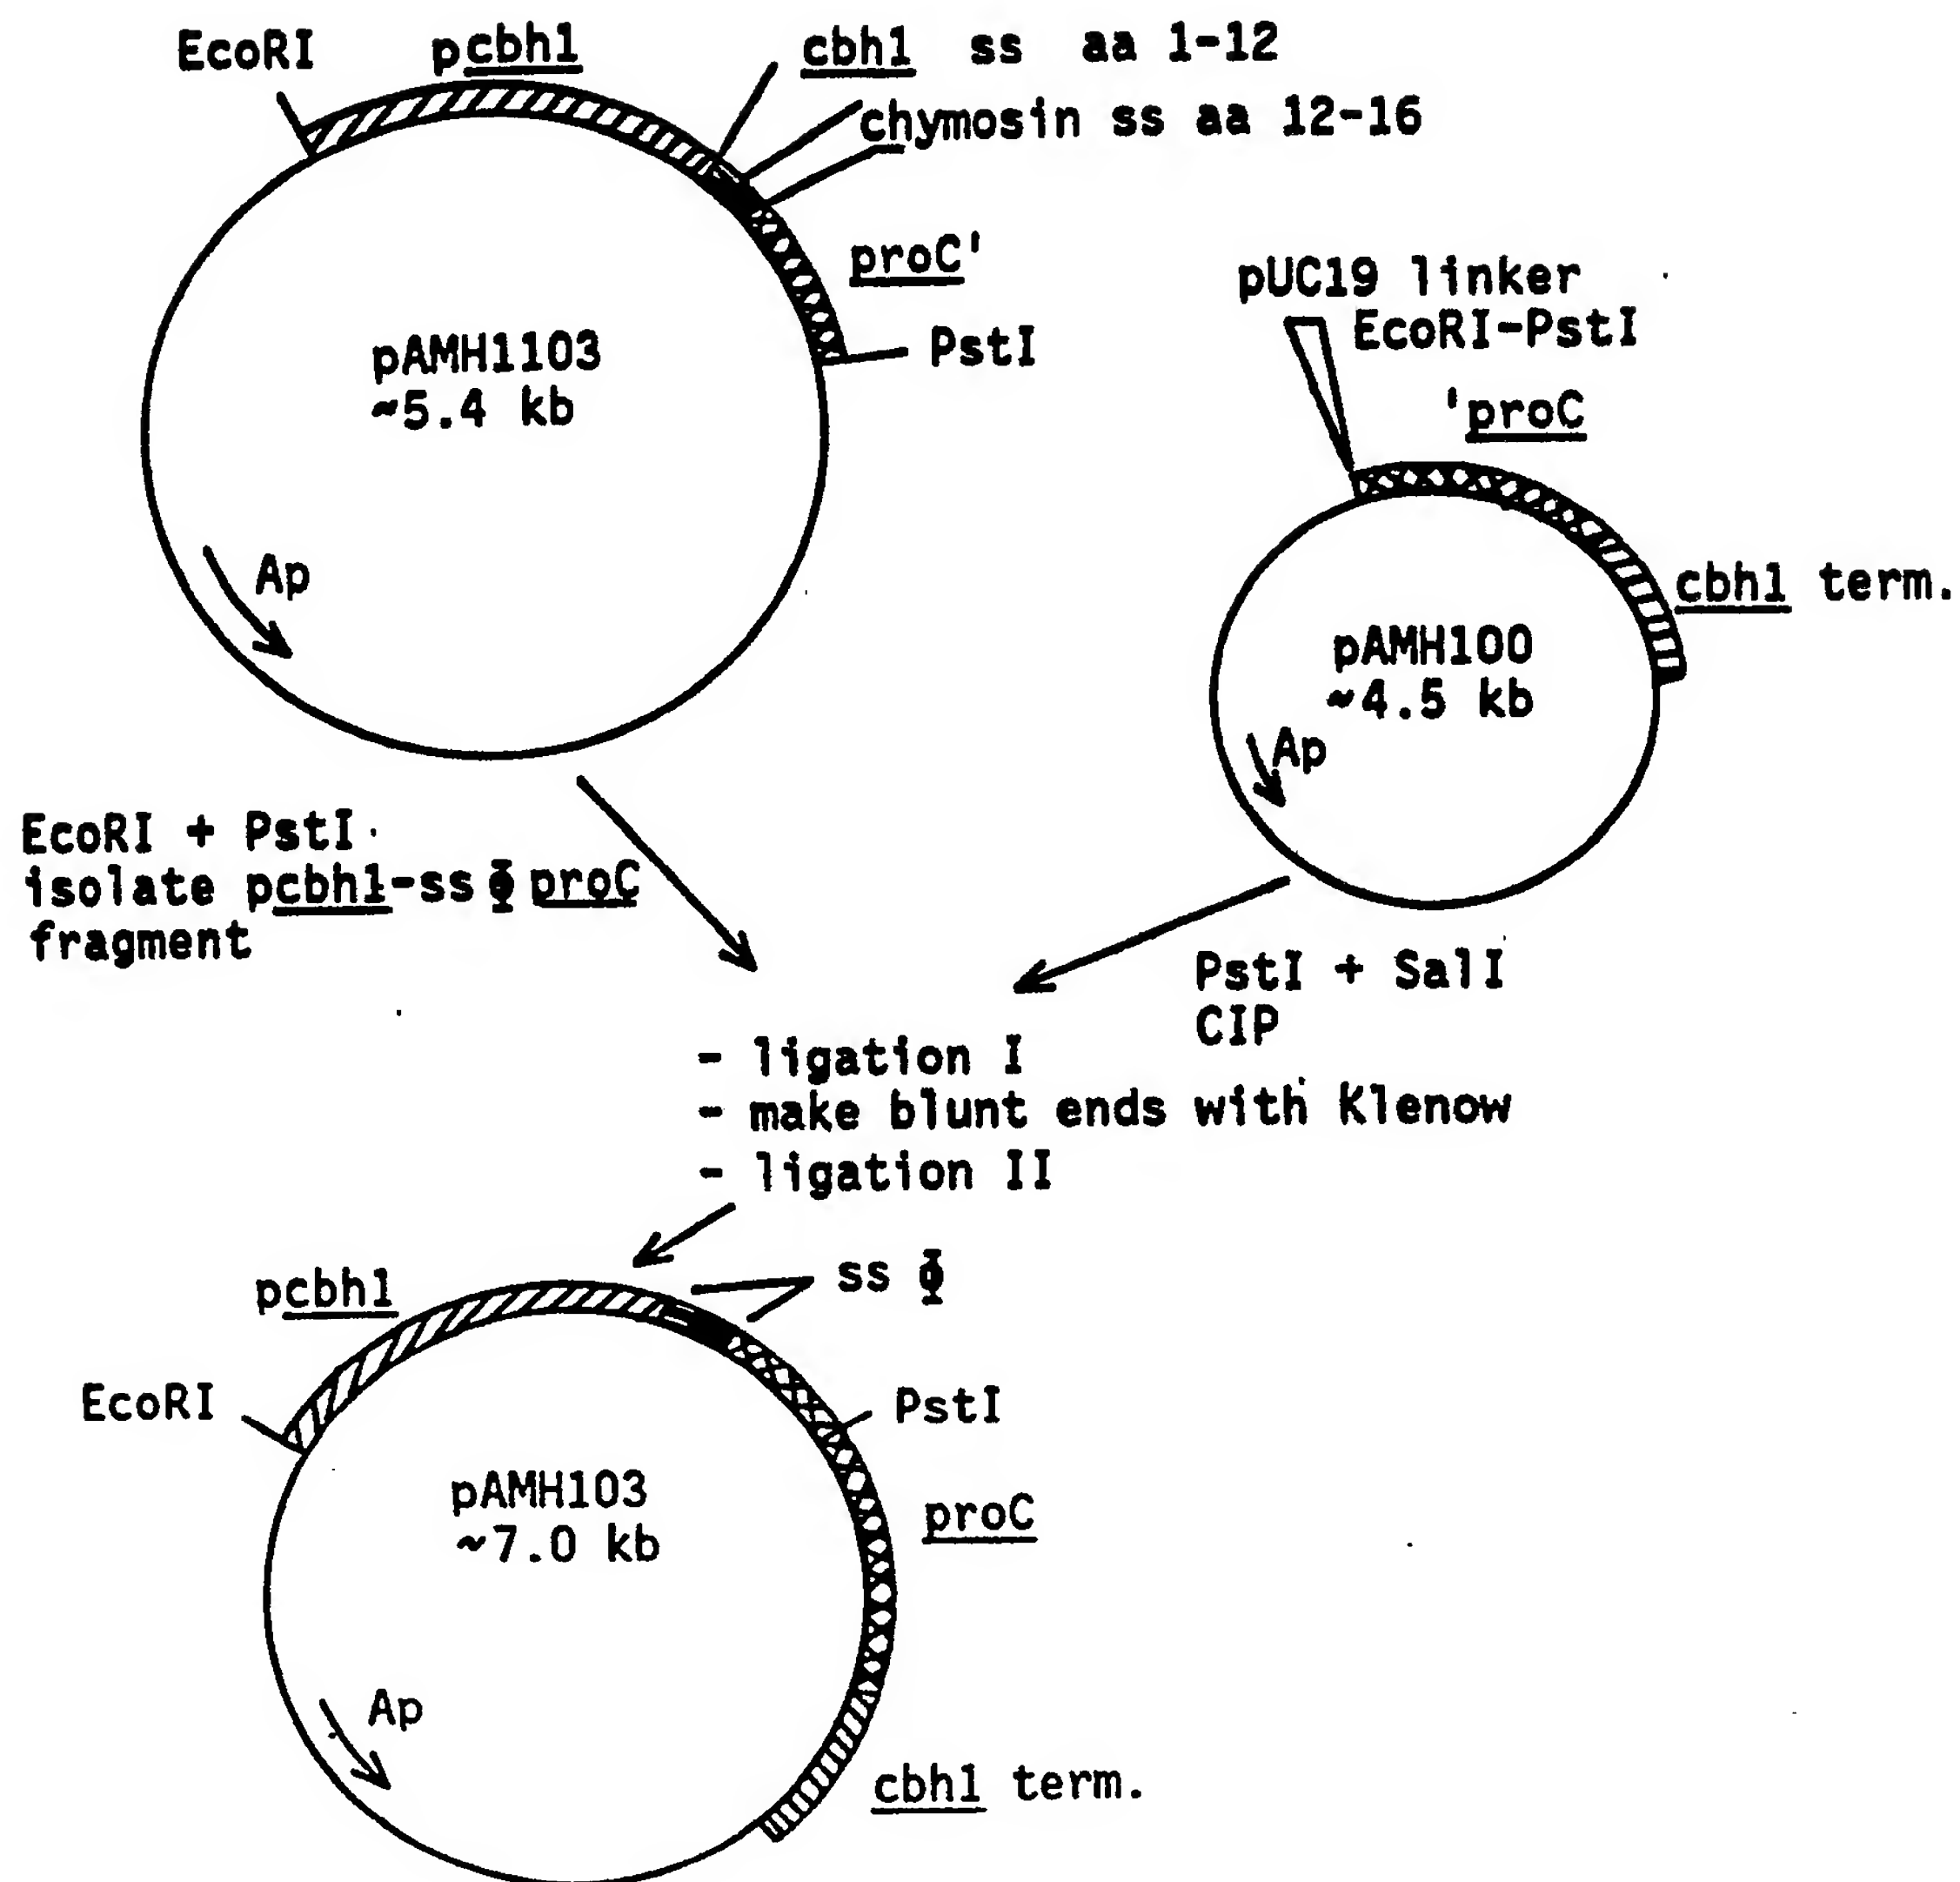 EcoRI pcbh1 cbh1 ss aa 1-12
chymosin ss aa 12-16
proC'
PstI
pAMH1103
~5.4 kb
Ap
pUC19 linker
EcoRI-PstI
'proC
cbh1 term.
pAMH100
~4.5 kb
Ap
EcoRI + PstI
isolate pcbh1-ss Φ proC
fragment
PstI + SalI
CIP
- ligation I
- make blunt ends with Klenow
- ligation II
pcbh1
ss Φ
EcoRI
PstI
pAMH103
~7.0 kb
proC
Ap
cbh1 term.